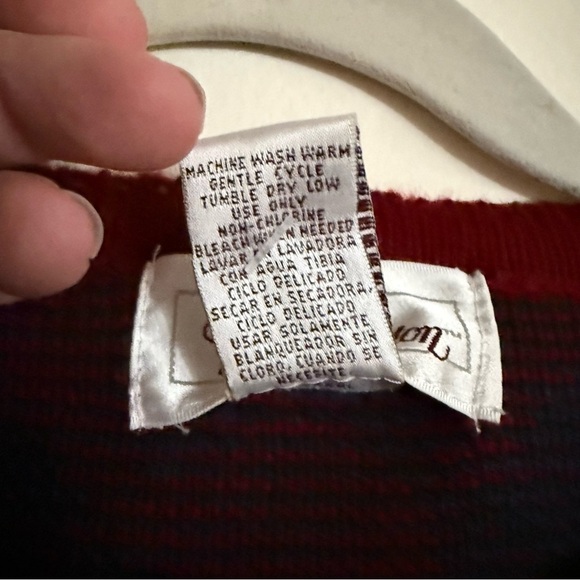 MACHINE WASH WARM
GENTLE CYCLE
TUMBLE DRY LOW
USE ONLY
NON-CHLORINE
BLEACH WHEN NEEDED
LAVAR EN LAVADORA
CON AGUA TIBIA
CICLO DELICADO
SECAR EN SECADORA
CICLO DELICADO
USAR SOLAMENTE
BLANQUEADOR SIN
CLORO, CUANDO SE
NECESITE